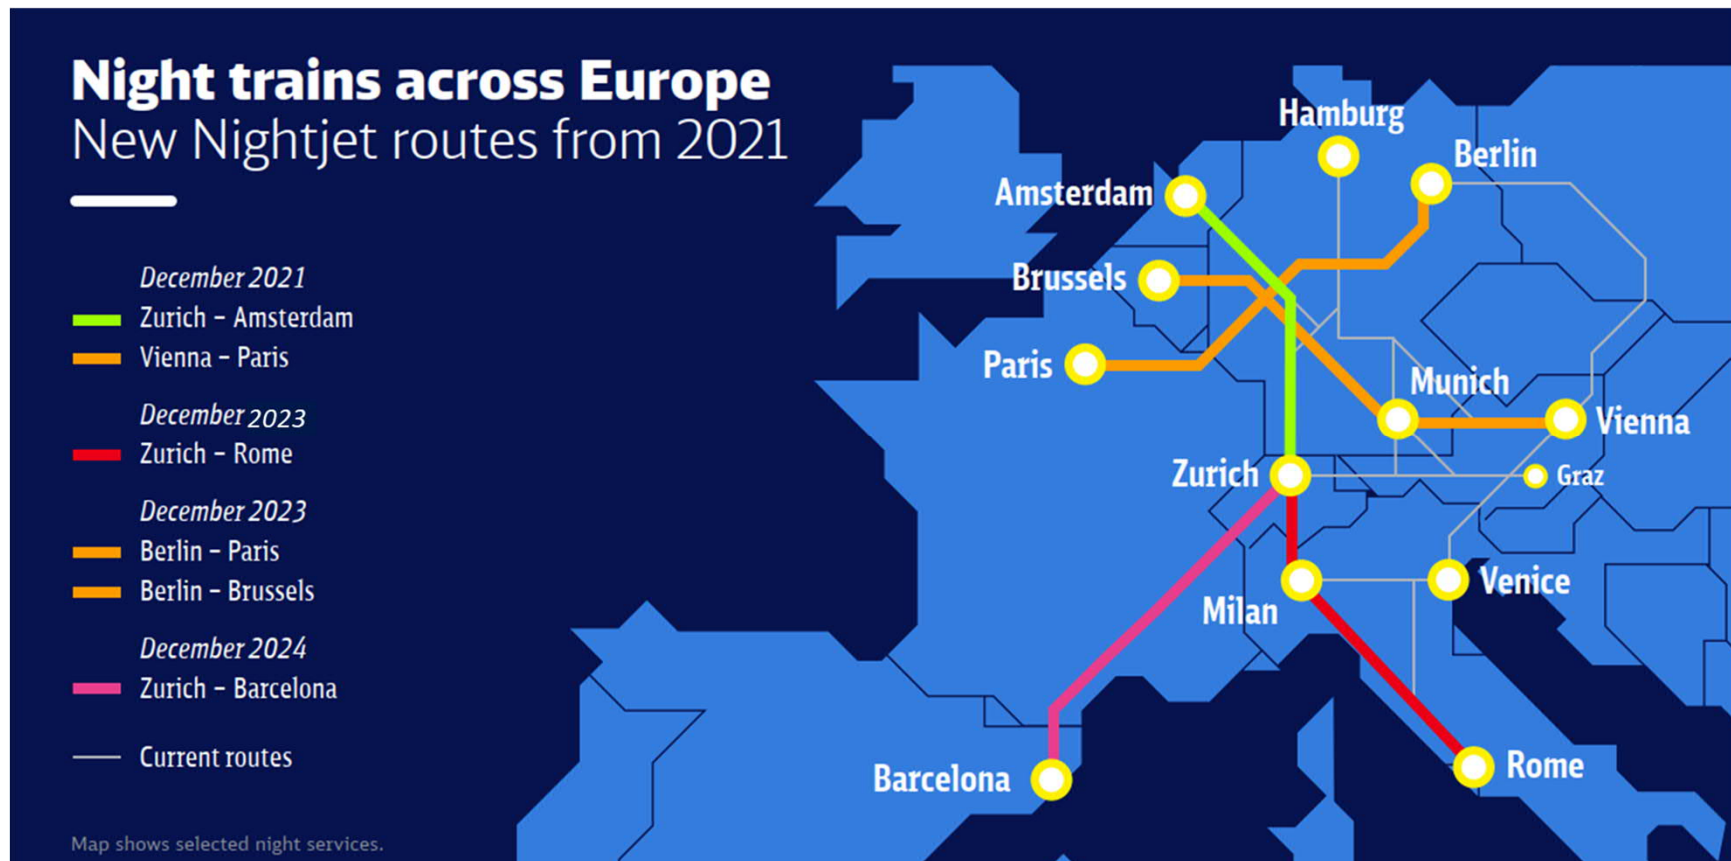 Night trains across Europe
New Nightjet routes from 2021
December 2021
Zurich – Amsterdam
Vienna – Paris
December 2023
Zurich – Rome
December 2023
Berlin – Paris
Berlin – Brussels
December 2024
Zurich – Barcelona
Current routes
Map shows selected night services.
Hamburg
Berlin
Amsterdam
Brussels
Paris
Munich
Vienna
Zurich
Graz
Milan
Venice
Barcelona
Rome